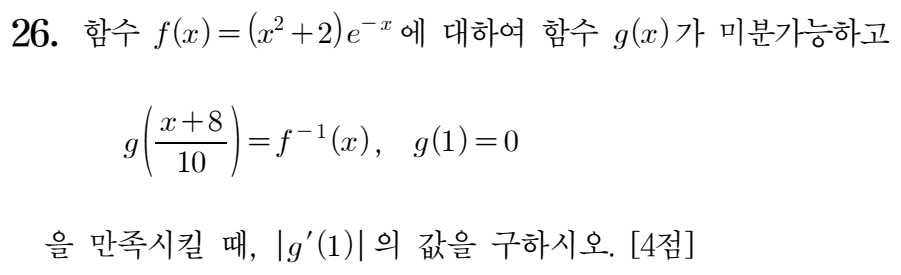 26. 함수 f(x)=(x²+2)e⁻ˣ에 대하여 함수 g(x)가 미분가능하고
g((x+8)/10)=f⁻¹(x), g(1)=0
을 만족시킬 때, |g′(1)|의 값을 구하시오. [4점]